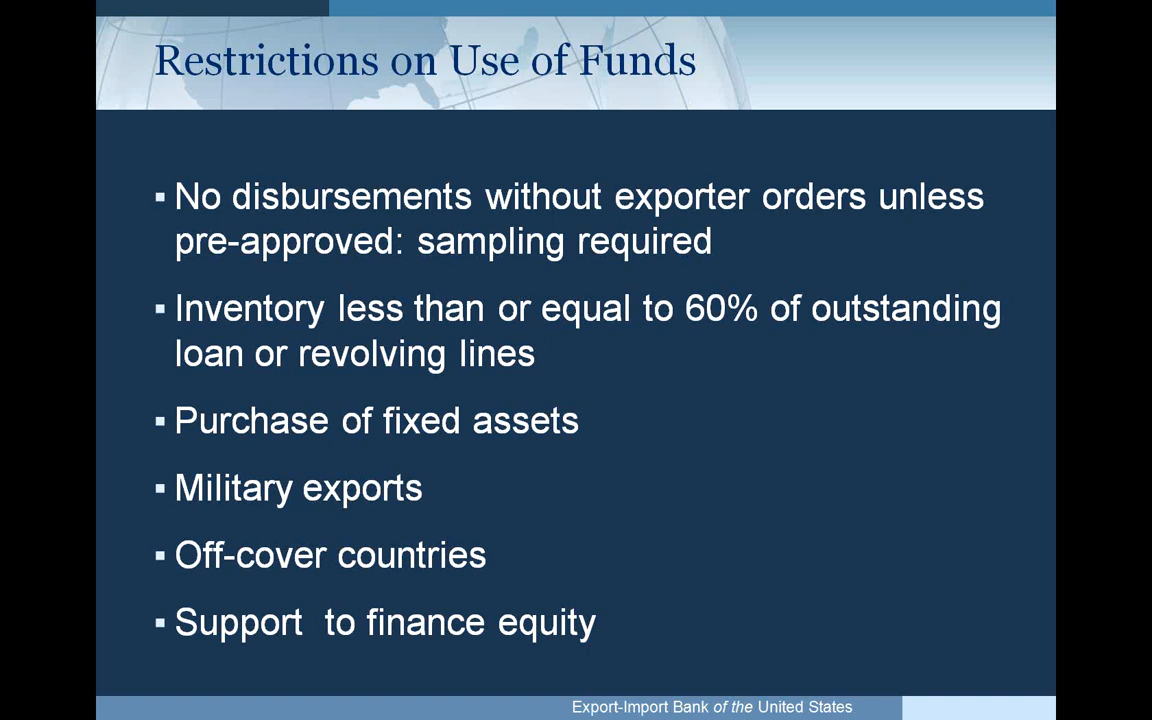 Restrictions on Use of Funds
▪ No disbursements without exporter orders unless
pre-approved: sampling required
▪ Inventory less than or equal to 60% of outstanding
loan or revolving lines
▪ Purchase of fixed assets
▪ Military exports
▪ Off-cover countries
▪ Support  to finance equity
Export-Import Bank of the United States